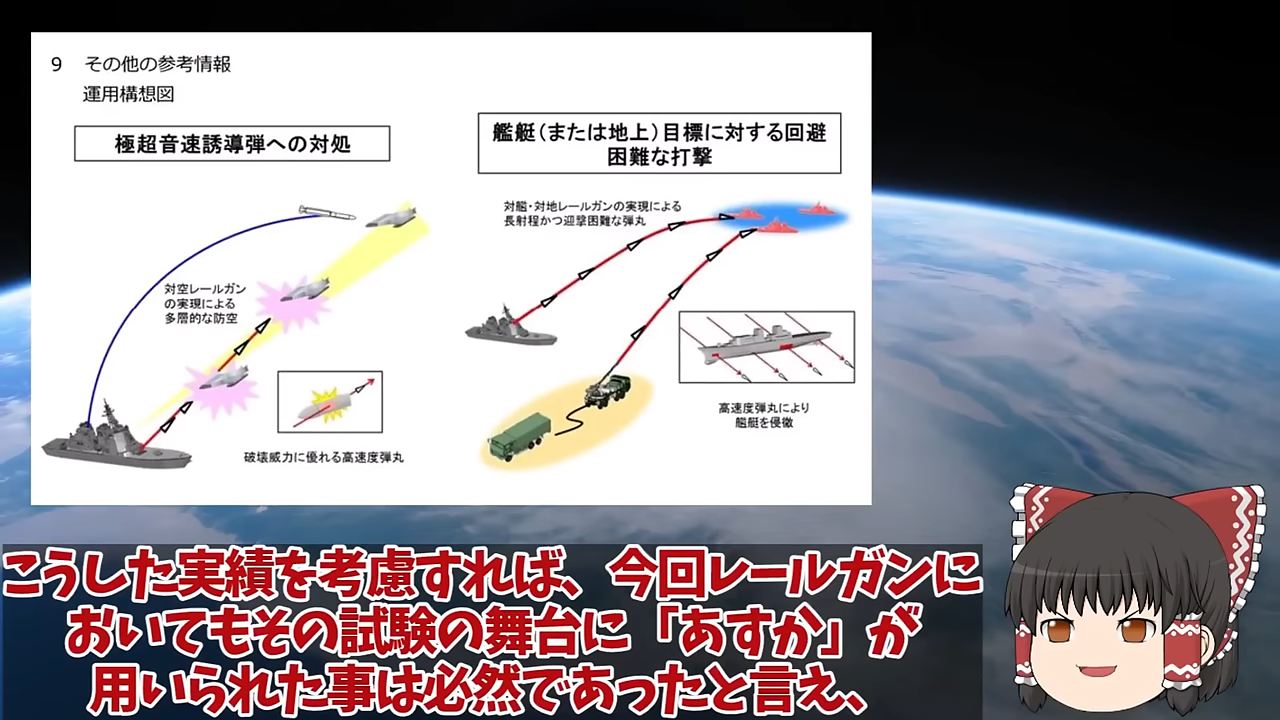 9 その他の参考情報
運用構想図
極超音速誘導弾への対処
艦艇(または地上)目標に対する回避
困難な打撃
対艦・対地レールガンの実現による
長射程かつ迎撃困難な弾丸
対空レールガン
の実現による
多層的な防空
破壊威力に優れる高速度弾丸
高速度弾丸により
艦艇を侵徹
こうした実績を考慮すれば、今回レールガンに
おいてもその試験の舞台に「あすか」が
用いられた事は必然であったと言え、